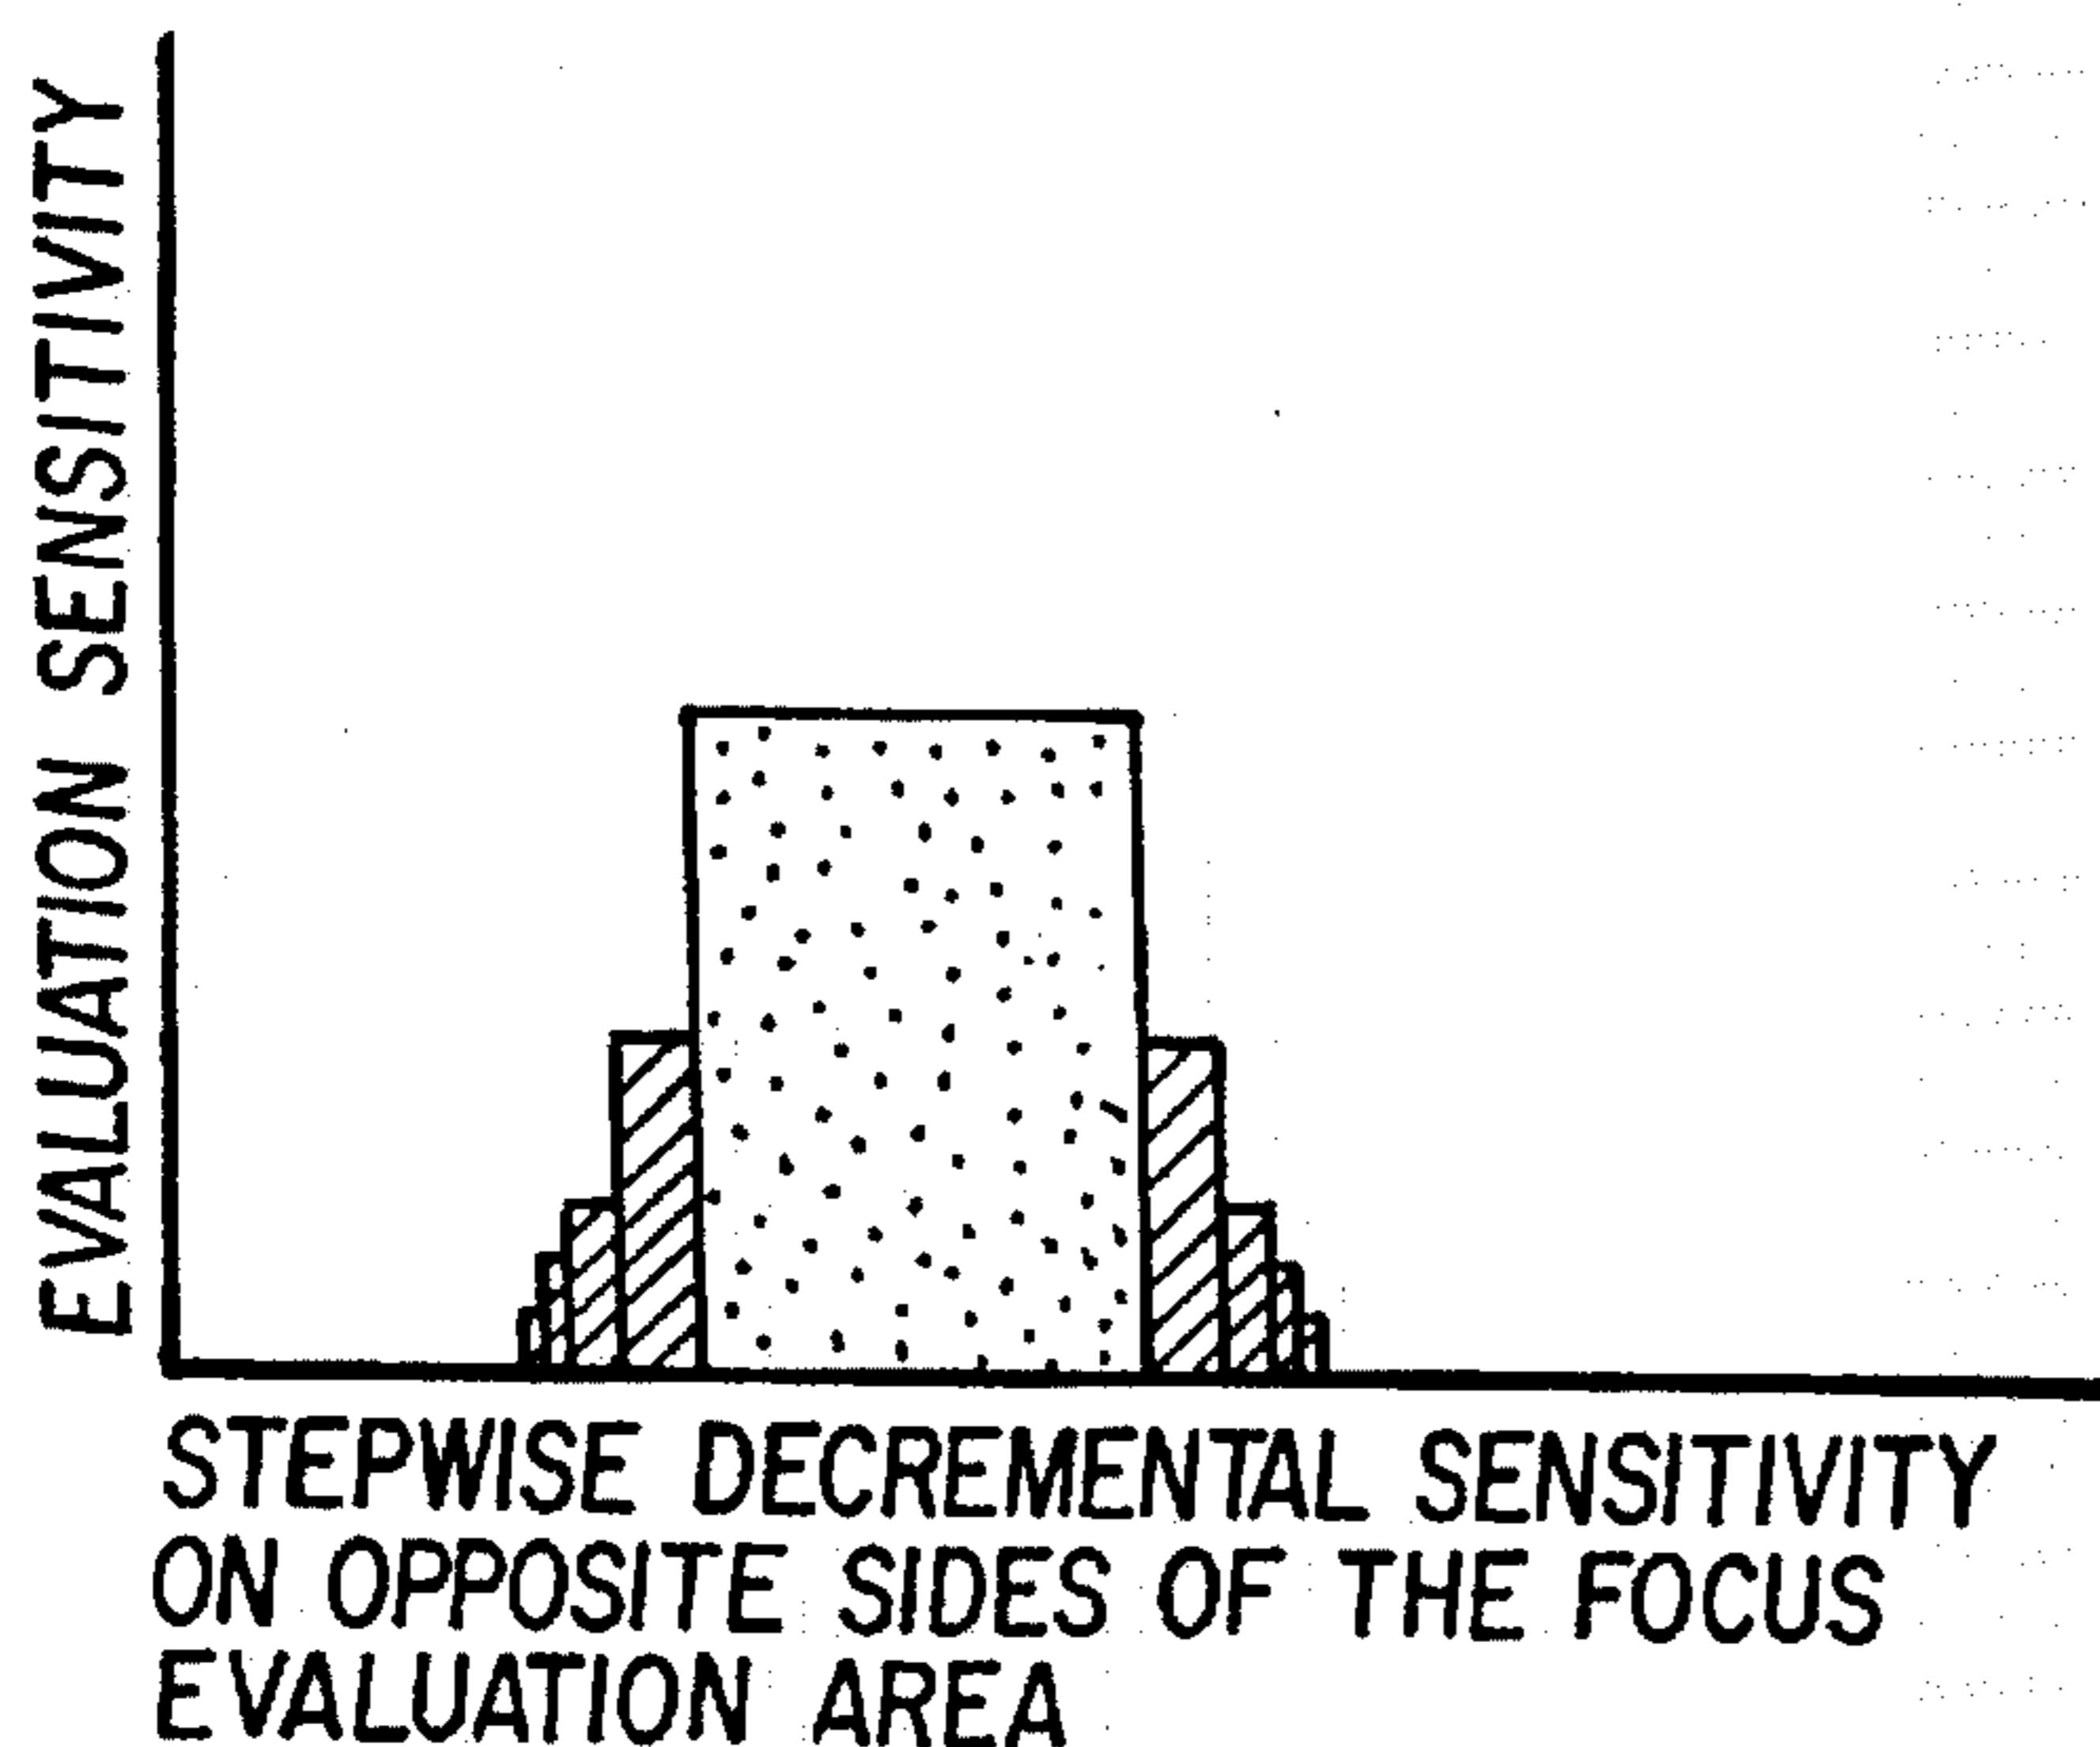 EVALUATION SENSITIVITY
STEPWISE DECREMENTAL SENSITIVITY
ON OPPOSITE SIDES OF THE FOCUS
EVALUATION AREA